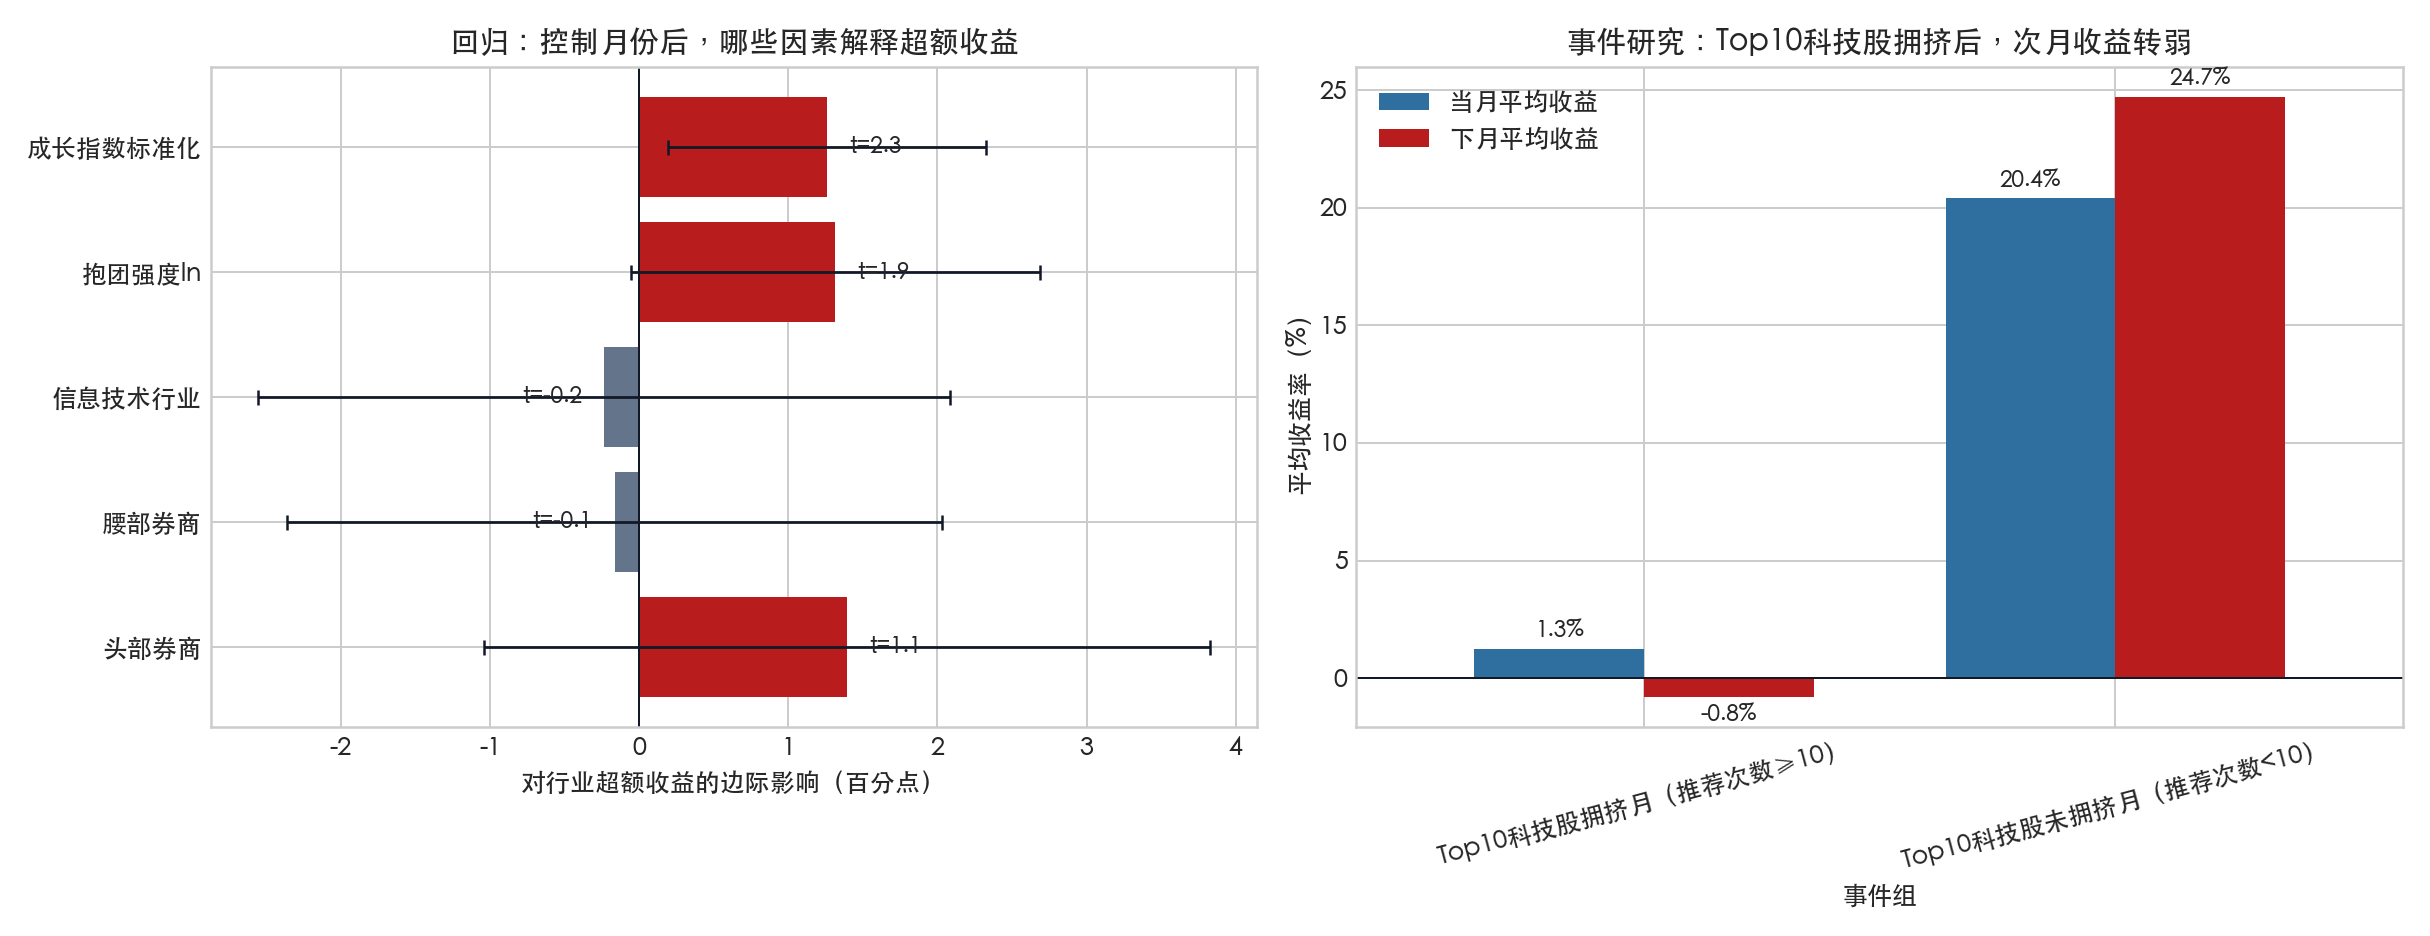 回归：控制月份后，哪些因素解释超额收益
成长指数标准化
抱团强度ln
信息技术行业
腰部券商
头部券商
t=2.3
t=1.9
t=-0.2
t=-0.1
t=1.1
-2
-1
0
1
2
3
4
对行业超额收益的边际影响（百分点）
事件研究：Top10科技股拥挤后，次月收益转弱
当月平均收益
下月平均收益
平均收益率（%）
25
20
15
10
5
0
1.3%
-0.8%
20.4%
24.7%
Top10科技股拥挤月（推荐次数≥10）
Top10科技股未拥挤月（推荐次数<10）
事件组